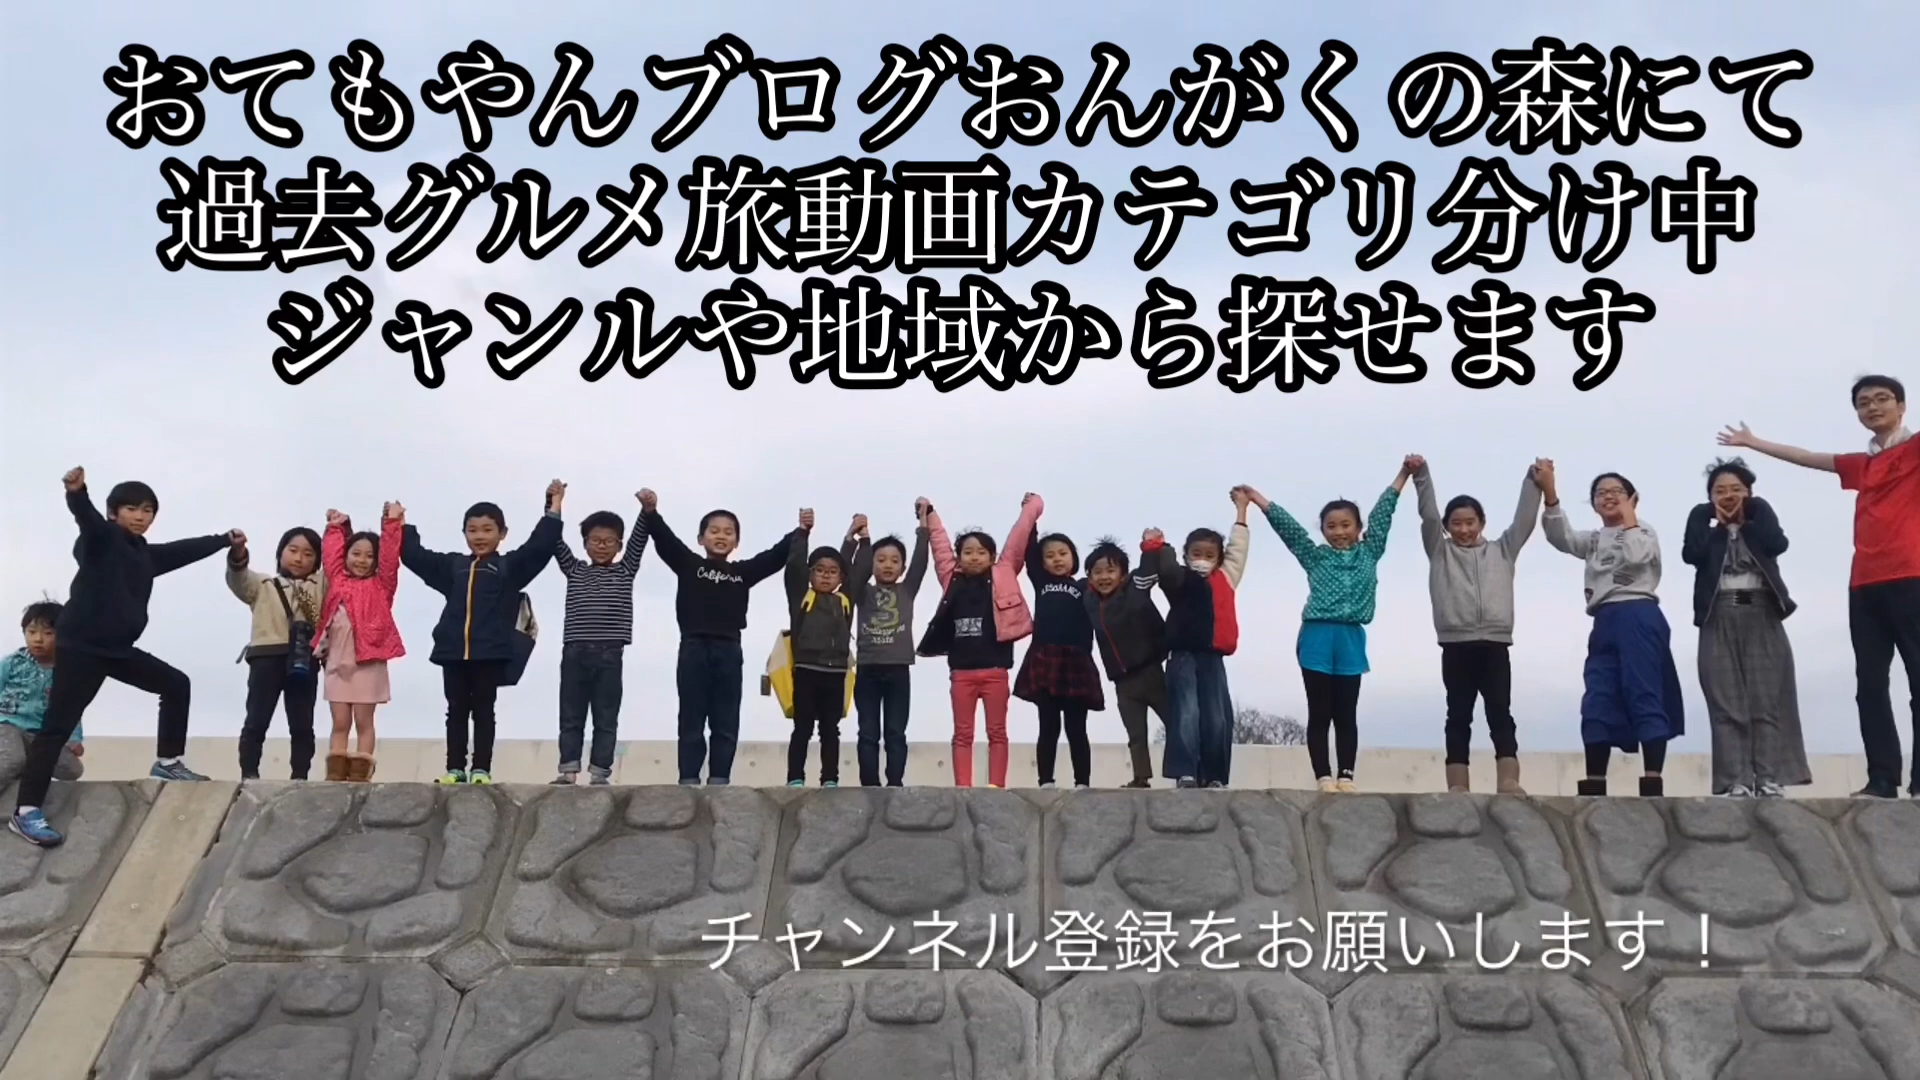 おてもやんブログおんがくの森にて
過去グルメ旅動画カテゴリ分け中
ジャンルや地域から探せます
California
チャンネル登録をお願いします！